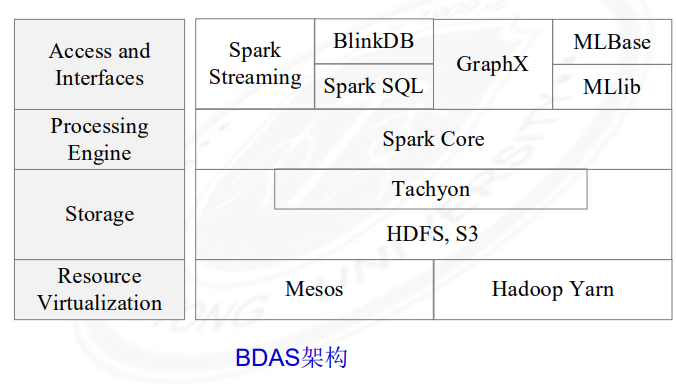 Access and
Interfaces
Spark
Streaming
BlinkDB
Spark SQL
GraphX
MLBase
MLlib
Processing
Engine
Spark Core
Storage
Tachyon
HDFS, S3
Resource
Virtualization
Mesos
Hadoop Yarn
BDAS架构